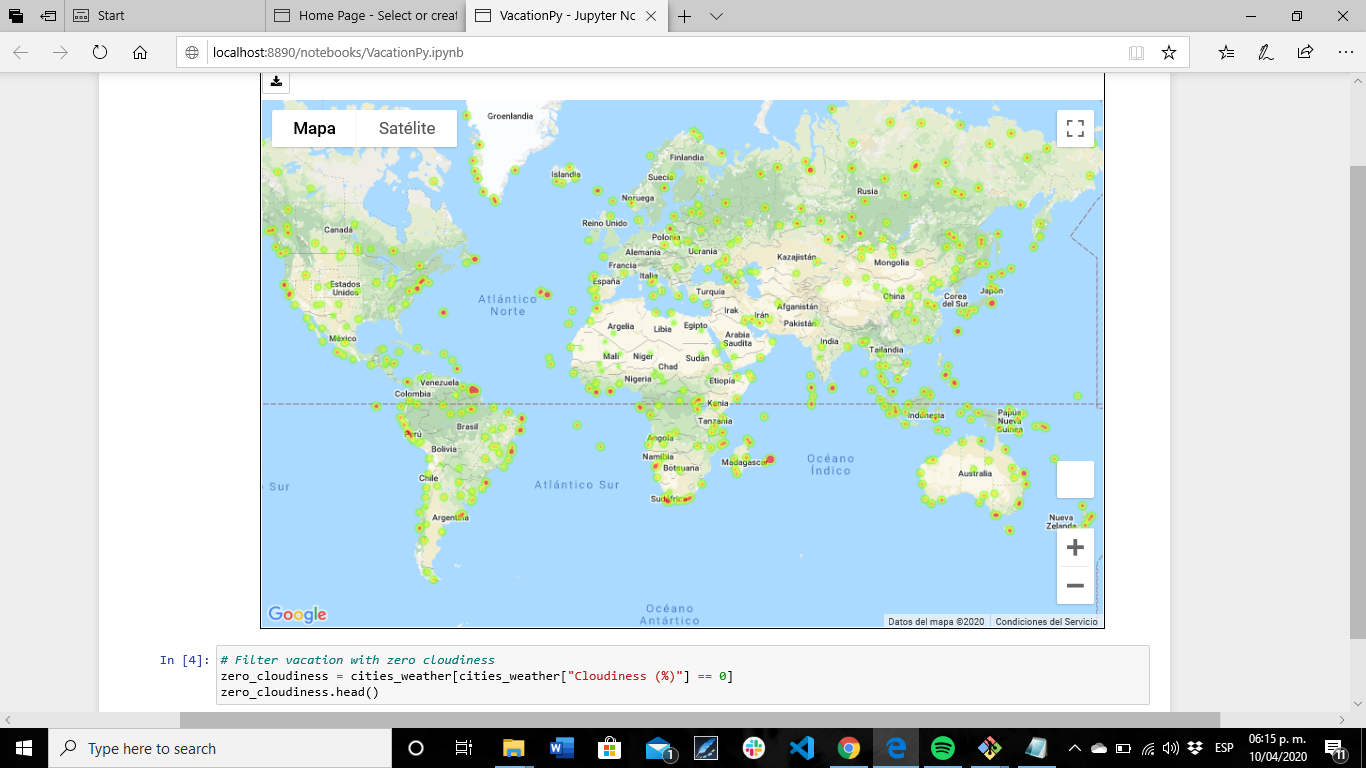 Start
Home Page - Select or creat
VacationPy - Jupyter Nc
localhost:8890/notebooks/VacationPy.ipynb
Mapa
Satélite
Groenlandia
Islandia
Finlandia
Suecia
Noruega
Rusia
Canadá
Reino Unido
Polonia
Alemania
Ucrania
Francia
Kazajistán
Mongolia
España
Italia
Estados
Unidos
Turquía
China
Corea
del Sur
Japón
Atlántico
Norte
Irak
Irán
Afganistán
Pakistán
Argelia
Libia
Egipto
Arabia
Saudita
India
México
Tailandia
Mali
Níger
Chad
Sudán
Nigeria
Etiopía
Venezuela
Colombia
Kenia
Indonesia
Papúa
Nueva
Guinea
Tanzania
Perú
Brasil
Angola
Bolivia
Namibia
Botsuana
Madagascar
Océano
Índico
Australia
Chile
Sur
Atlántico Sur
Sudáfrica
Argentina
Nueva
Zelanda
Océano
Antártico
Google
Datos del mapa ©2020
Condiciones del Servicio
In [4]:
# Filter vacation with zero cloudiness
zero_cloudiness = cities_weather[cities_weather["Cloudiness (%)"] == 0]
zero_cloudiness.head()
Type here to search
1
ESP
06:15 p. m.
10/04/2020
11